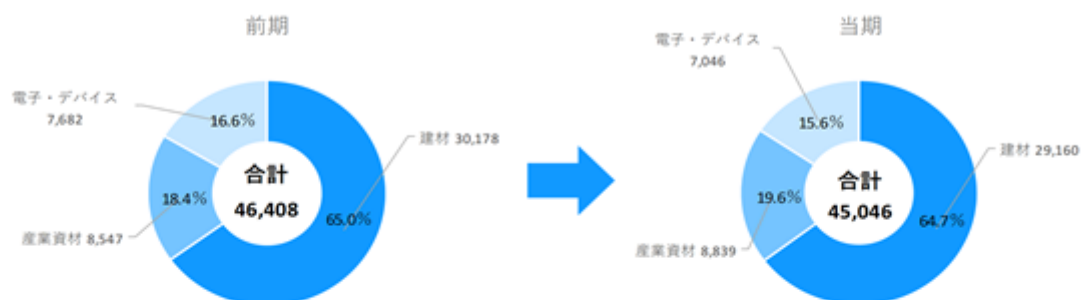 前期
電子・デバイス
7,682
16.6%
建材 30,178
合計
46,408
18.4%
65.0%
産業資材 8,547
当期
電子・デバイス
7,046
15.6%
建材 29,160
合計
45,046
19.6%
64.7%
産業資材 8,839